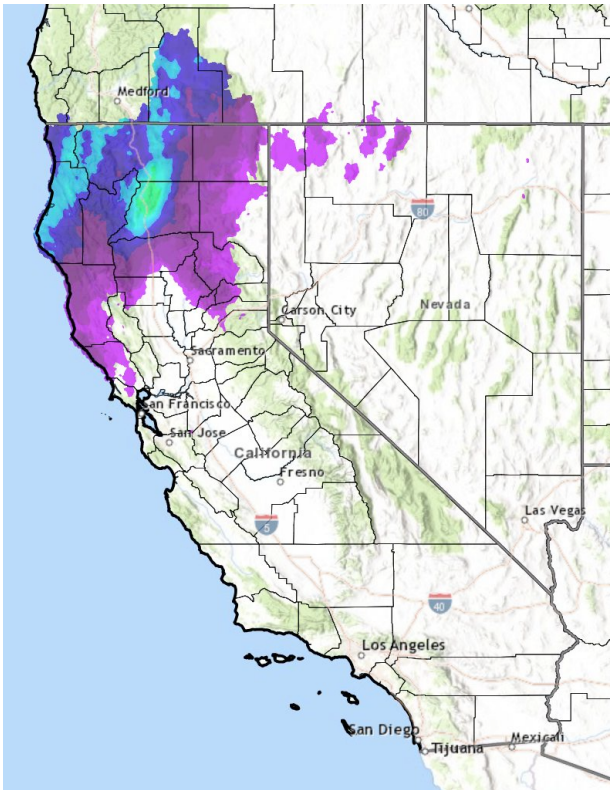 Medford
80
Carson City
Nevada
Sacramento
San Francisco
San Jose
California
Fresno
Las Vegas
5
40
Los Angeles
San Diego
Mexicali
Tijuana